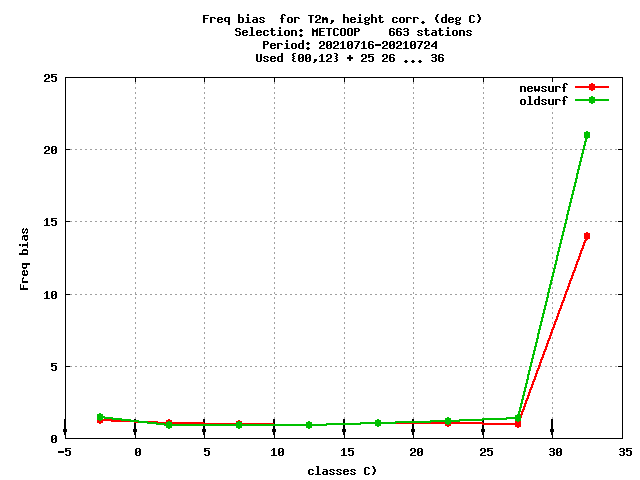 Freq bias  for T2m, height corr. (deg C)
Selection: METCOOP    663 stations
Period: 20210716-20210724
Used {00,12} + 25 26 ... 36
newsurf
oldsurf
25
20
15
10
5
0
Freq bias
-5 0 5 10 15 20 25 30 35
classes C)